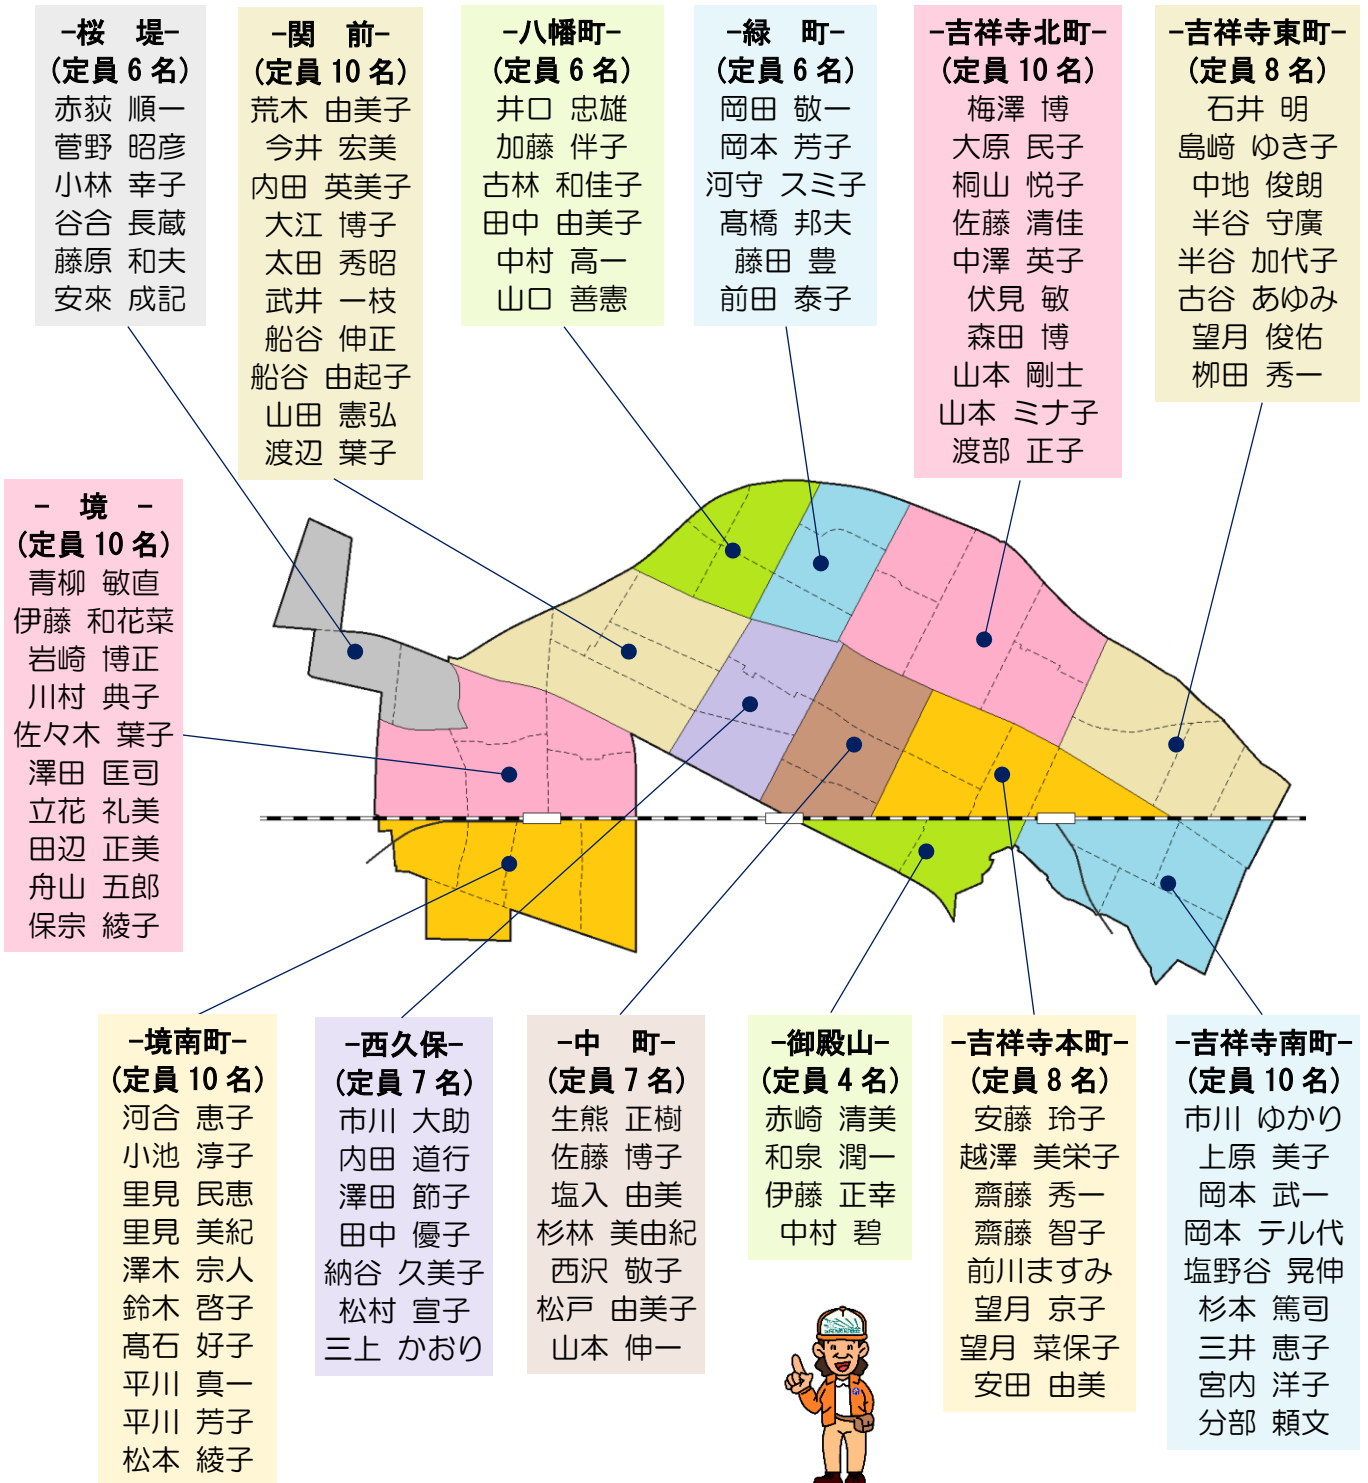 -桜　堤-
(定員 6 名)
赤荻 順一
菅野 昭彦
小林 幸子
谷合 長蔵
藤原 和夫
安來 成記
-関　前-
(定員 10 名)
荒木 由美子
今井 宏美
内田 英美子
大江 博子
太田 秀昭
武井 一枝
船谷 伸正
船谷 由起子
山田 憲弘
渡辺 葉子
-八幡町-
(定員 6 名)
井口 忠雄
加藤 伴子
古林 和佳子
田中 由美子
中村 高一
山口 善憲
-緑　町-
(定員 6 名)
岡田 敬一
岡本 芳子
河守 スミ子
髙橋 邦夫
藤田 豊
前田 泰子
-吉祥寺北町-
(定員 10 名)
梅澤 博
大原 民子
桐山 悦子
佐藤 清佳
中澤 英子
伏見 敏
森田 博
山本 剛士
山本 ミナ子
渡部 正子
-吉祥寺東町-
(定員 8 名)
石井 明
島﨑 ゆき子
中地 俊朗
半谷 守廣
半谷 加代子
古谷 あゆみ
望月 俊佑
栁田 秀一
-　境　-
(定員 10 名)
青柳 敏直
伊藤 和花菜
岩崎 博正
川村 典子
佐々木 葉子
澤田 匡司
立花 礼美
田辺 正美
舟山 五郎
保宗 綾子
-境南町-
(定員 10 名)
河合 恵子
小池 淳子
里見 民恵
里見 美紀
澤木 宗人
鈴木 啓子
髙石 好子
平川 真一
平川 芳子
松本 綾子
-西久保-
(定員 7 名)
市川 大助
内田 道行
澤田 節子
田中 優子
納谷 久美子
松村 宣子
三上 かおり
-中　町-
(定員 7 名)
生熊 正樹
佐藤 博子
塩入 由美
杉林 美由紀
西沢 敬子
松戸 由美子
山本 伸一
-御殿山-
(定員 4 名)
赤崎 清美
和泉 潤一
伊藤 正幸
中村 碧
-吉祥寺本町-
(定員 8 名)
安藤 玲子
越澤 美栄子
齋藤 秀一
齋藤 智子
前川ますみ
望月 京子
望月 菜保子
安田 由美
-吉祥寺南町-
(定員 10 名)
市川 ゆかり
上原 美子
岡本 武一
岡本 テル代
塩野谷 晃伸
杉本 篤司
三井 恵子
宮内 洋子
分部 頼文